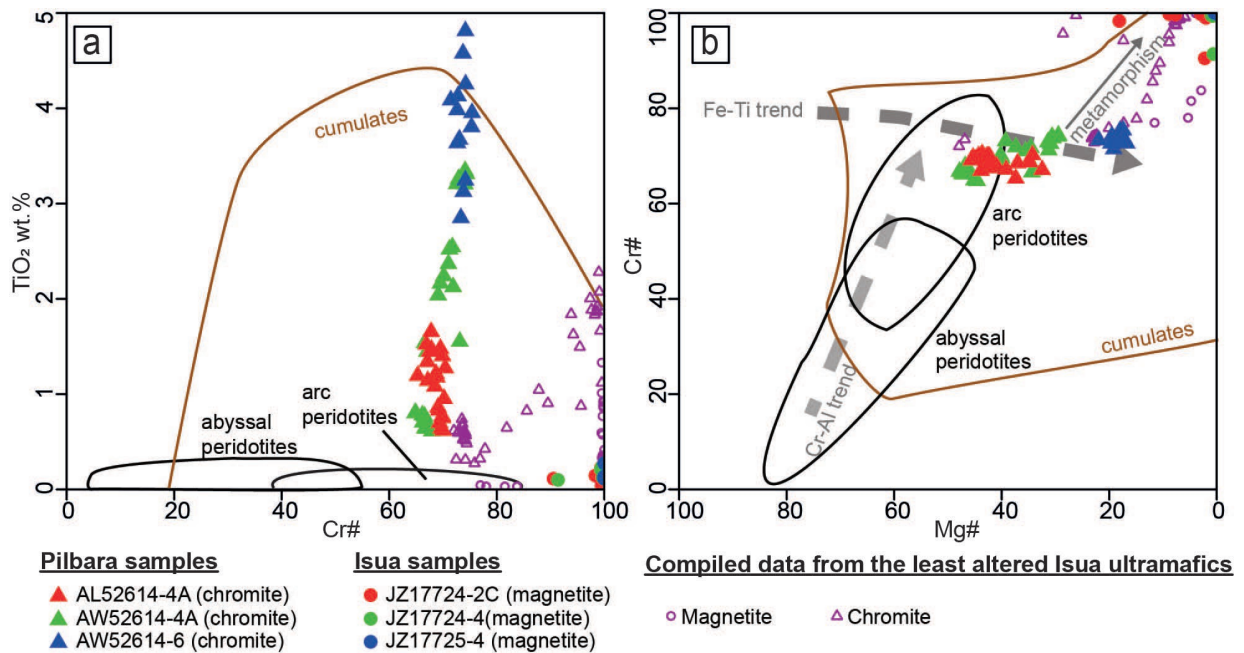 a
5
4
3
2
1
0
TiO₂ wt.%
cumulates
abyssal
peridotites
arc
peridotites
0
20
40
60
80
100
Cr#
b
100
80
60
40
20
0
Cr#
Fe-Ti trend
metamorphism
arc
peridotites
abyssal
peridotites
Cr-Al trend
cumulates
100
80
60
40
20
0
Mg#
Pilbara samples
AL52614-4A (chromite)
AW52614-4A (chromite)
AW52614-6 (chromite)
Isua samples
JZ17724-2C (magnetite)
JZ17724-4(magnetite)
JZ17725-4 (magnetite)
Compiled data from the least altered Isua ultramafics
Magnetite
Chromite